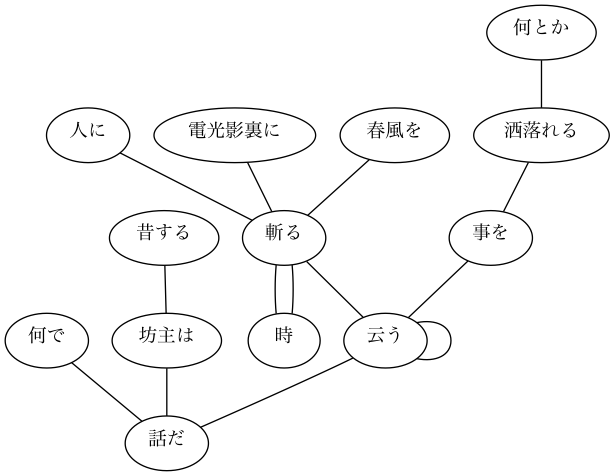 何とか
人に
電光影裏に
春風を
洒落れる
昔する
斬る
事を
何で
坊主は
時
云う
話だ